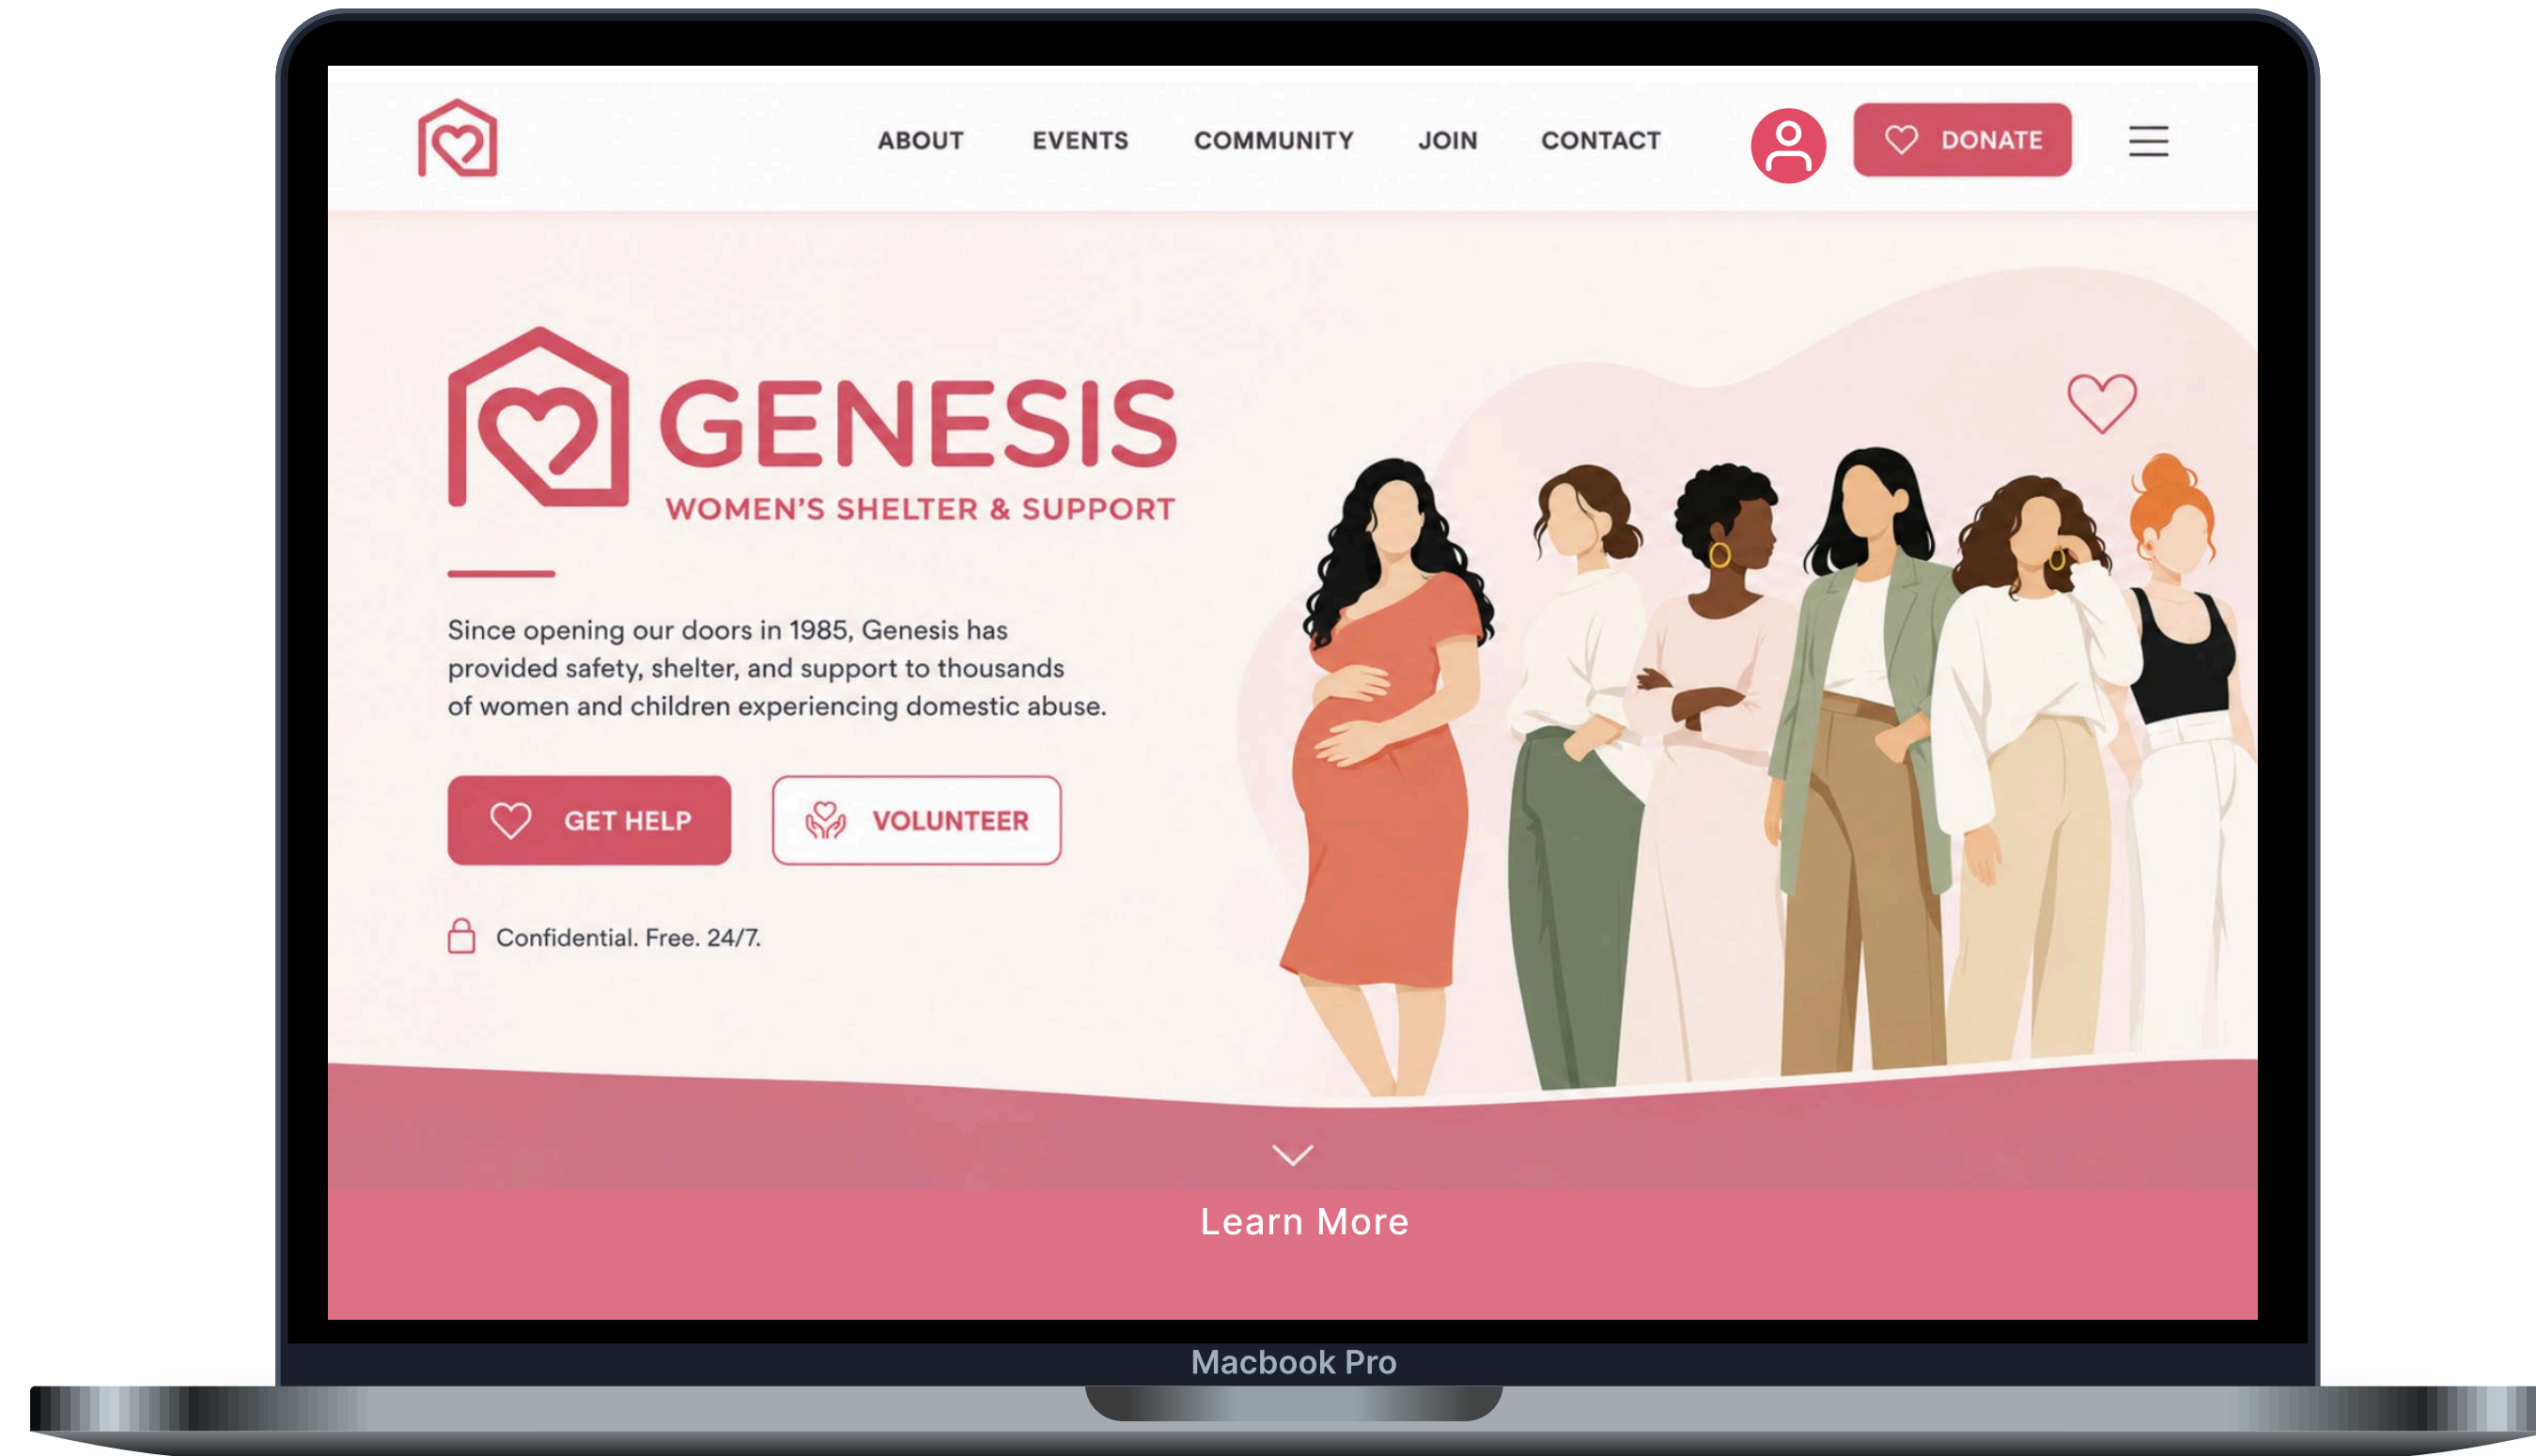 ABOUT EVENTS COMMUNITY JOIN CONTACT DONATE
GENESIS
WOMEN’S SHELTER & SUPPORT
Since opening our doors in 1985, Genesis has
provided safety, shelter, and support to thousands
of women and children experiencing domestic abuse.
GET HELP VOLUNTEER
Confidential. Free. 24/7.
Learn More
Macbook Pro